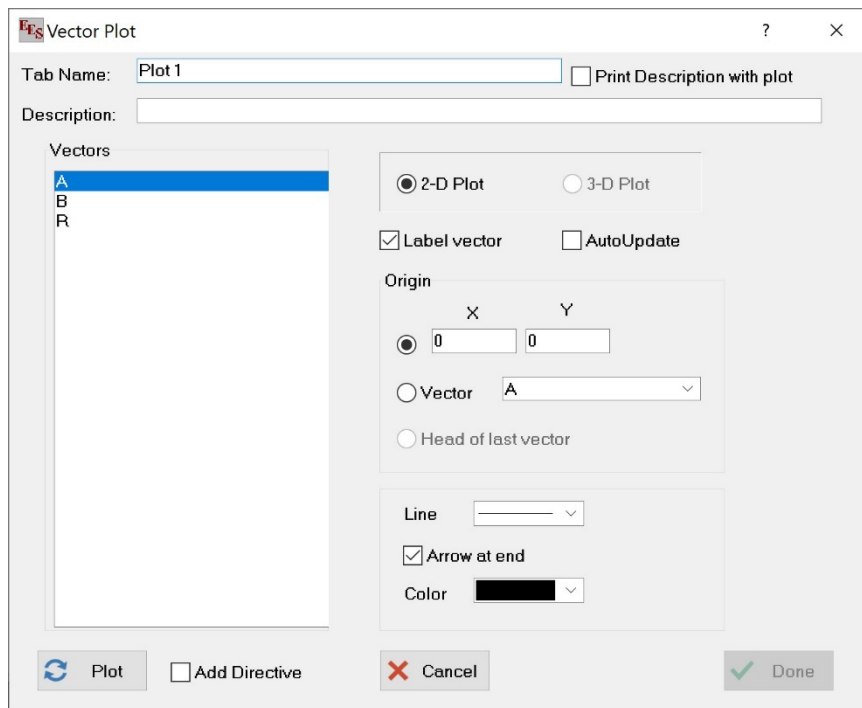 EES Vector Plot ?
Tab Name: Plot 1 Print Description with plot
Description:
Vectors
A
B
R
2-D Plot 3-D Plot
Label vector AutoUpdate
Origin
X Y
0 0
Vector A
Head of last vector
Line
Arrow at end
Color
Plot Add Directive Cancel Done